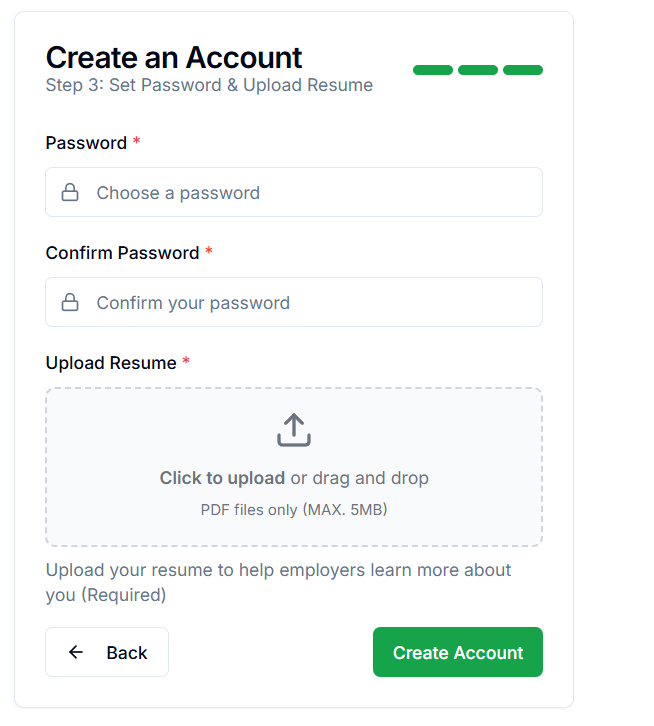 Create an Account
Step 3: Set Password & Upload Resume
Password *
Choose a password
Confirm Password *
Confirm your password
Upload Resume *
Click to upload or drag and drop
PDF files only (MAX. 5MB)
Upload your resume to help employers learn more about
you (Required)
Back
Create Account